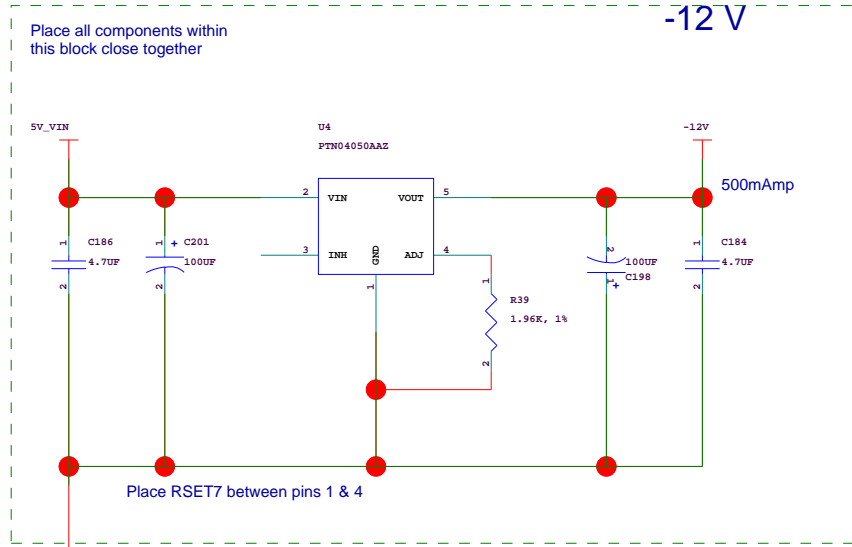 -12 V
Place all components within
this block close together
5V_VIN
U4
PTN04050AAZ
-12V
500mAmp
2
VIN
VOUT
5
3
INH
GND
ADJ
4
1
1
C186
4.7UF
2
1
+
C201
100UF
2
1
R39
1.96K, 1%
2
2
100UF
C198
1
+
1
C184
4.7UF
2
Place RSET7 between pins 1 & 4